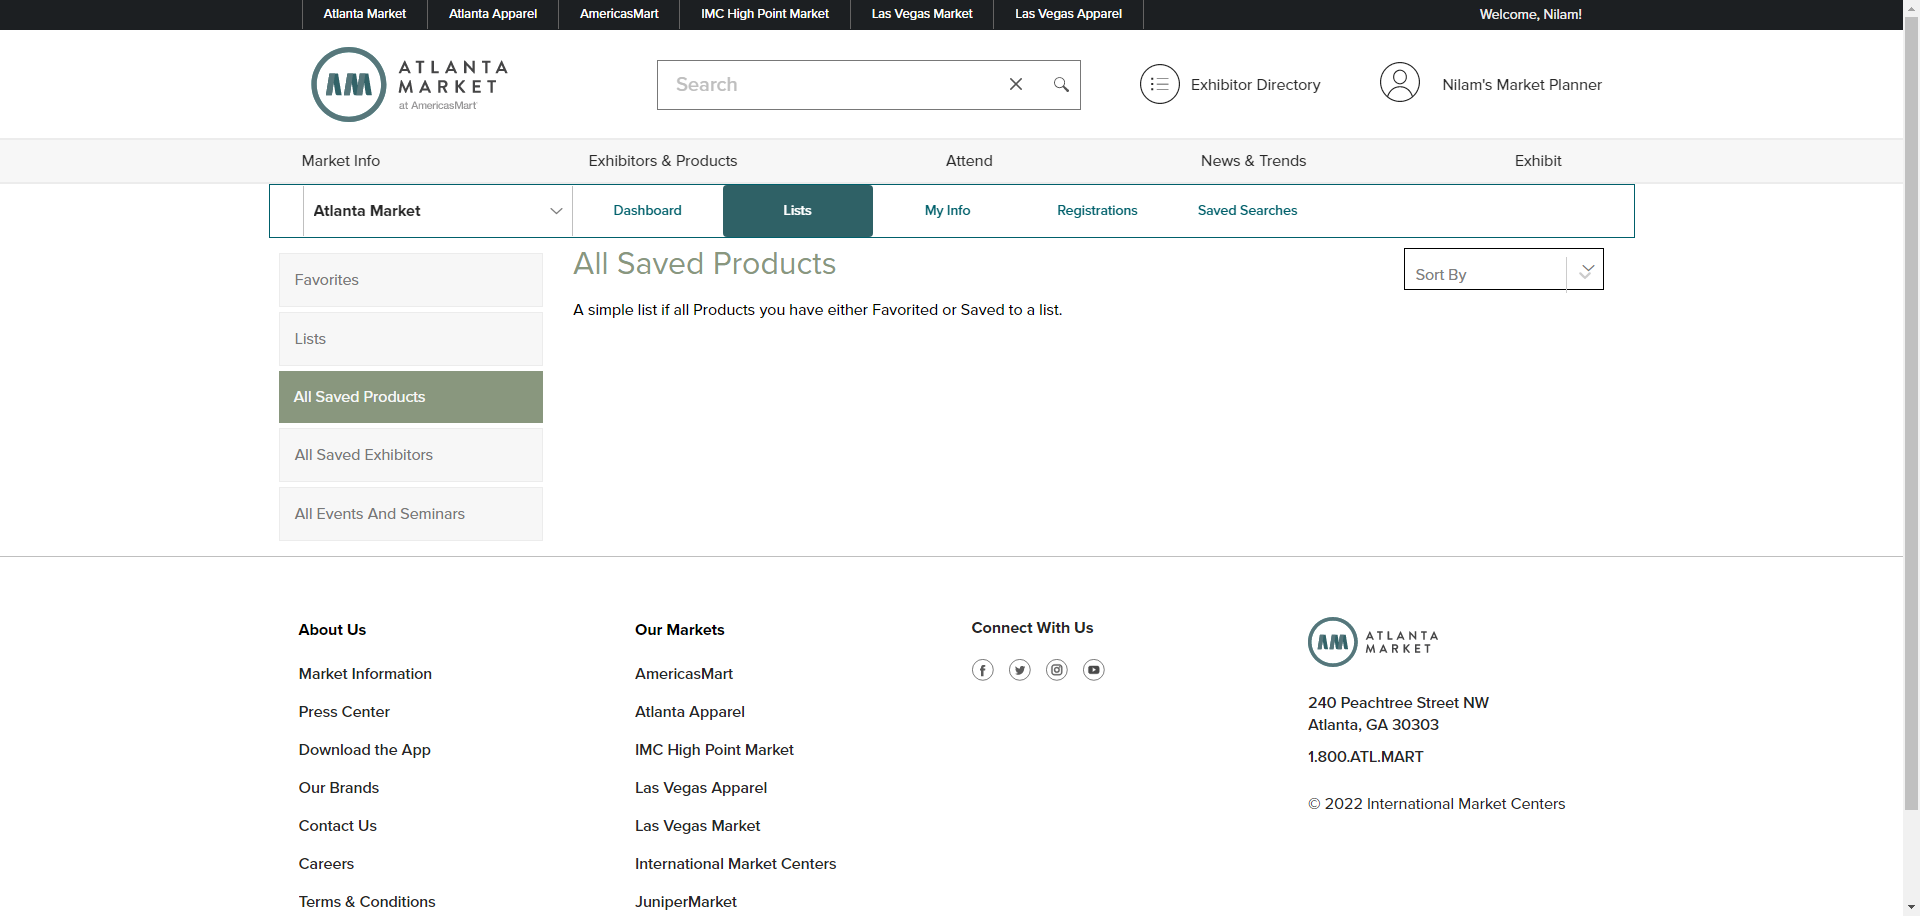 Atlanta Market
Atlanta Apparel
AmericasMart
IMC High Point Market
Las Vegas Market
Las Vegas Apparel
Welcome, Nilam!
AM
ATLANTA
MARKET
at AmericasMart
Search
Exhibitor Directory
Nilam's Market Planner
Market Info
Exhibitors & Products
Attend
News & Trends
Exhibit
Atlanta Market
Dashboard
Lists
My Info
Registrations
Saved Searches
Favorites
Lists
All Saved Products
All Saved Exhibitors
All Events And Seminars
All Saved Products
Sort By
A simple list if all Products you have either Favorited or Saved to a list.
About Us
Market Information
Press Center
Download the App
Our Brands
Contact Us
Careers
Terms & Conditions
Our Markets
AmericasMart
Atlanta Apparel
IMC High Point Market
Las Vegas Apparel
Las Vegas Market
International Market Centers
JuniperMarket
Connect With Us
AM
ATLANTA
MARKET
240 Peachtree Street NW
Atlanta, GA 30303
1.800.ATL.MART
© 2022 International Market Centers